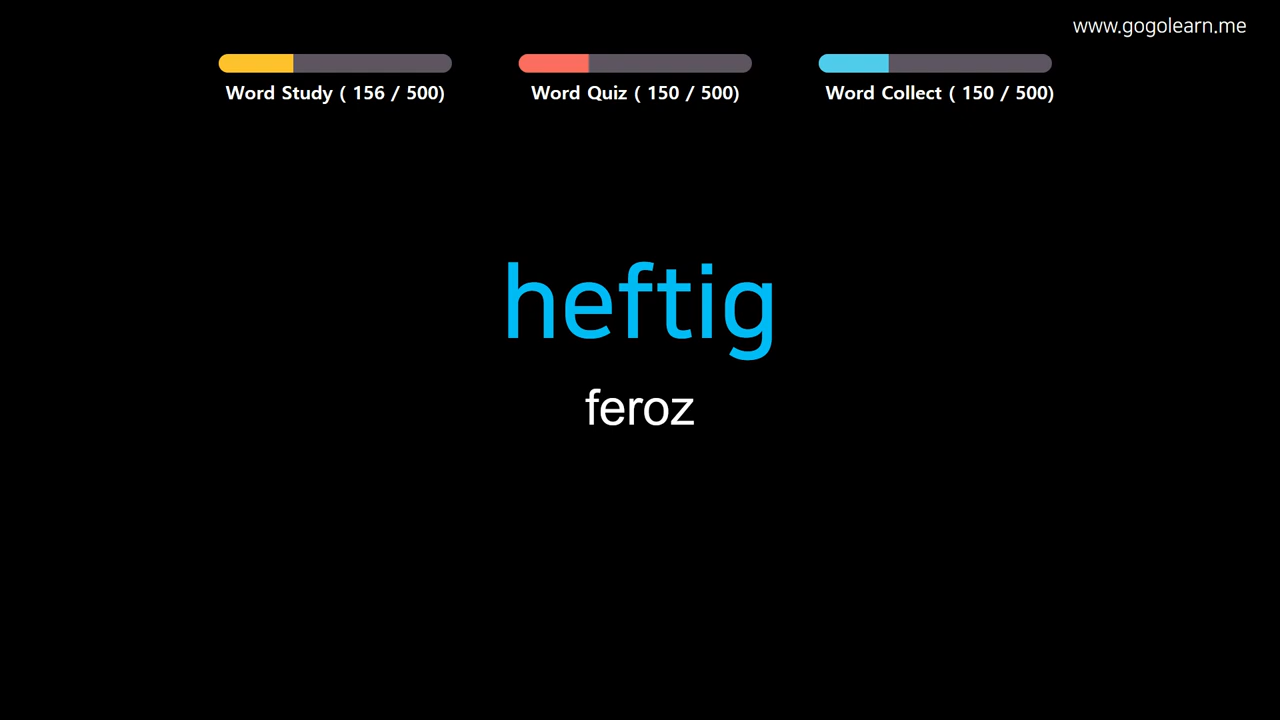 www.gogolearn.me
Word Study ( 156 / 500)
Word Quiz ( 150 / 500)
Word Collect ( 150 / 500)
heftig
feroz